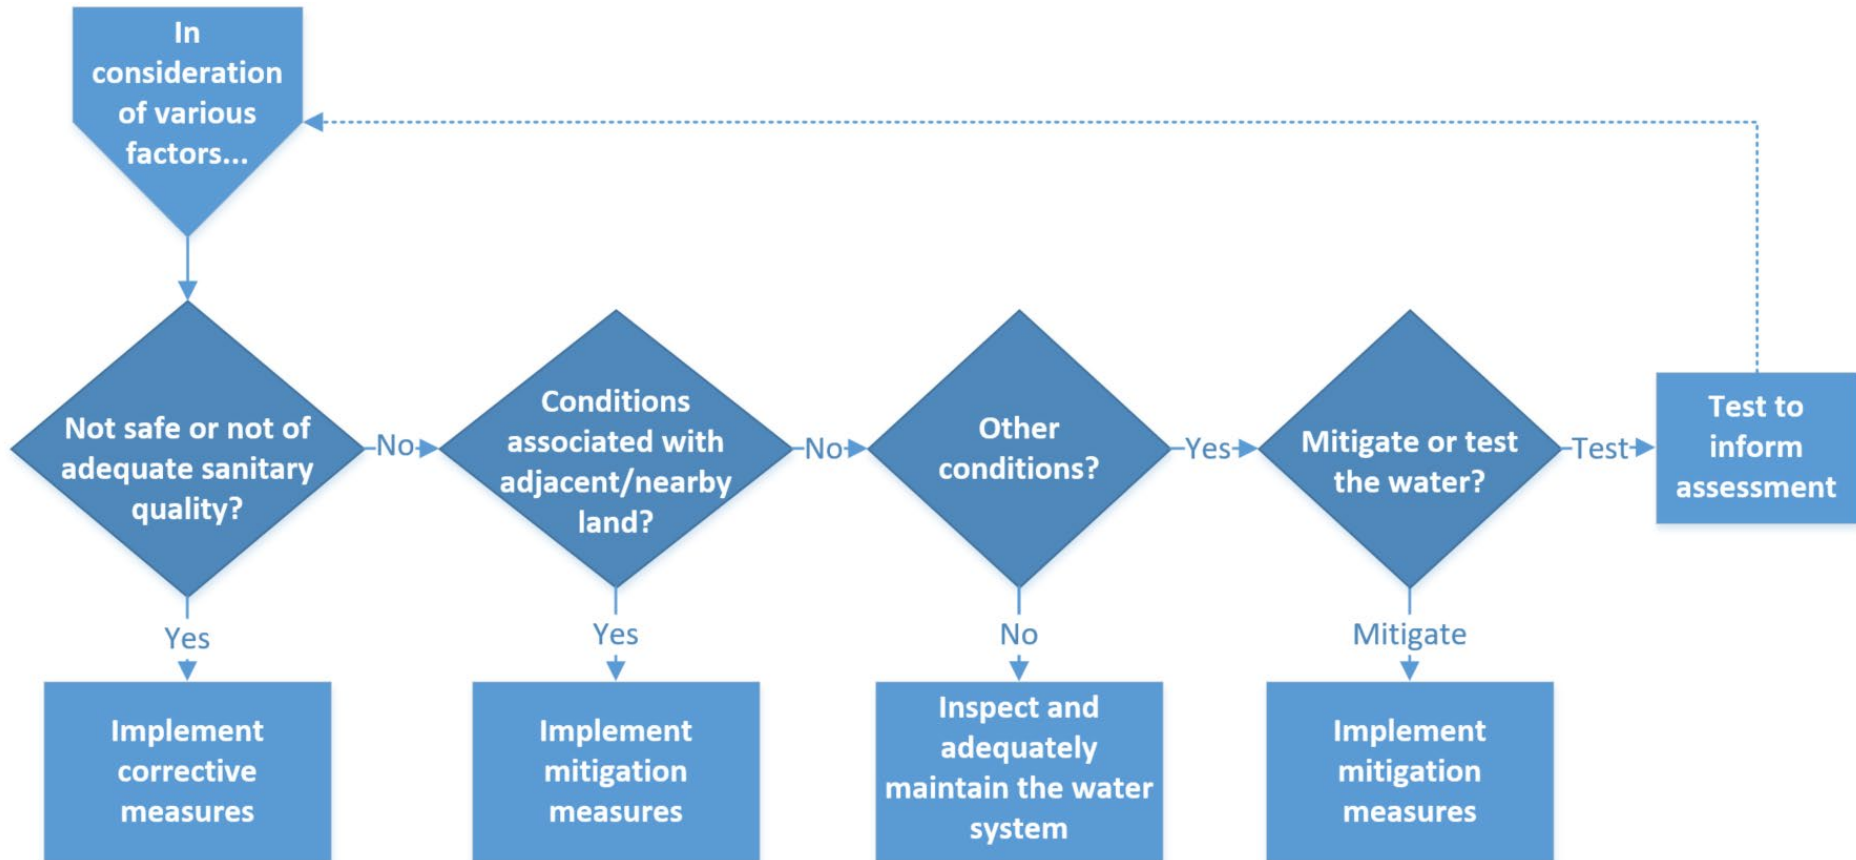 In
consideration
of various
factors...
Not safe or not of
adequate sanitary
quality?
No
Conditions
associated with
adjacent/nearby
land?
No
Other
conditions?
Yes
Mitigate or test
the water?
Test
Test to
inform
assessment
Yes
Yes
No
Mitigate
Implement
corrective
measures
Implement
mitigation
measures
Inspect and
adequately
maintain the water
system
Implement
mitigation
measures